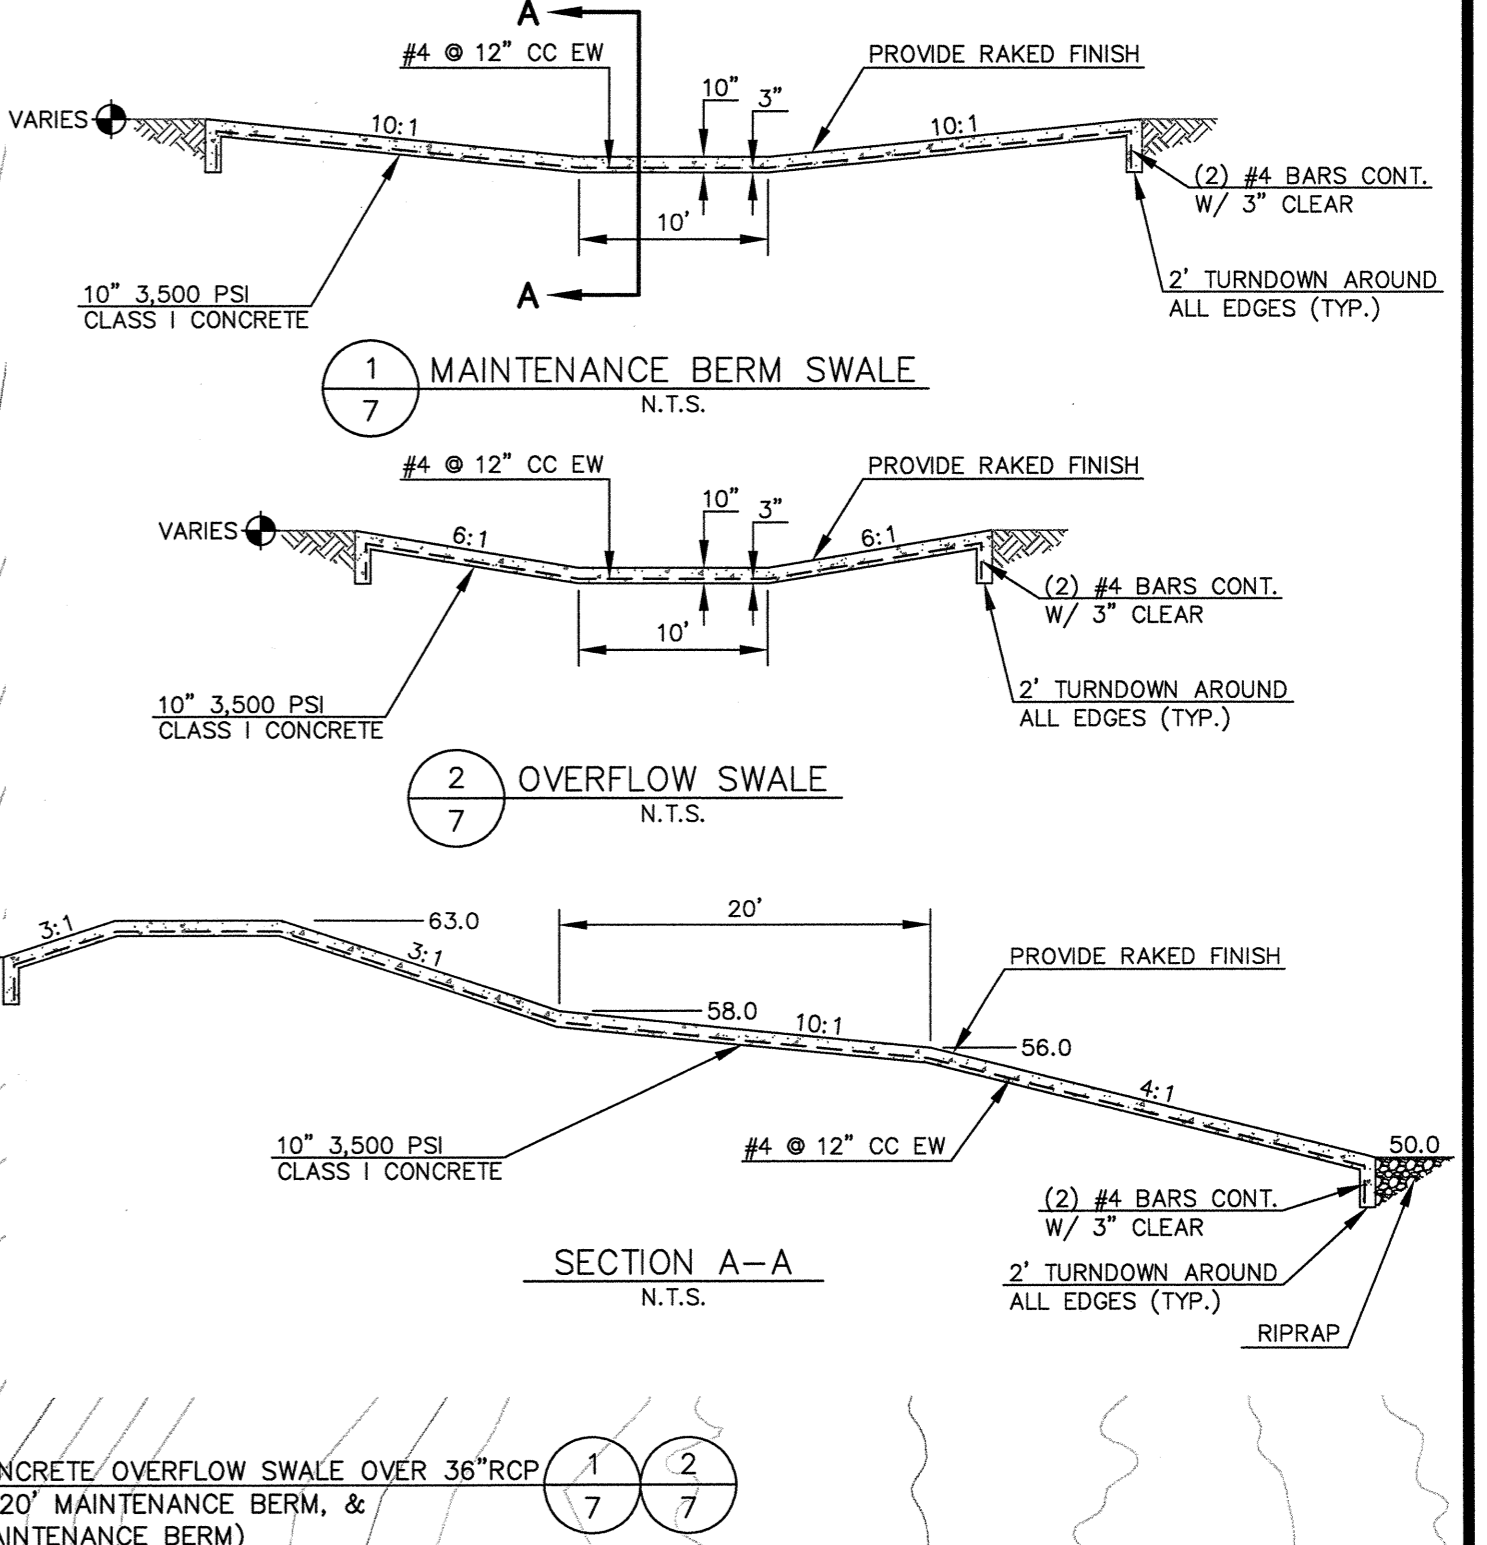 A
#4 @ 12" CC EW
PROVIDE RAKED FINISH
10"
3"
VARIES
10:1
10:1
(2) #4 BARS CONT.
W/ 3" CLEAR
10'
10" 3,500 PSI
CLASS I CONCRETE
A
2' TURNDOWN AROUND
ALL EDGES (TYP.)
1
7
MAINTENANCE BERM SWALE
N.T.S.
#4 @ 12" CC EW
PROVIDE RAKED FINISH
10"
3"
VARIES
6:1
6:1
(2) #4 BARS CONT.
W/ 3" CLEAR
10'
10" 3,500 PSI
CLASS I CONCRETE
2' TURNDOWN AROUND
ALL EDGES (TYP.)
2
7
OVERFLOW SWALE
N.T.S.
3:1
63.0
20'
3:1
PROVIDE RAKED FINISH
58.0
10:1
56.0
4:1
10" 3,500 PSI
CLASS I CONCRETE
#4 @ 12" CC EW
50.0
(2) #4 BARS CONT.
W/ 3" CLEAR
SECTION A-A
N.T.S.
2' TURNDOWN AROUND
ALL EDGES (TYP.)
RIPRAP
NCRETE OVERFLOW SWALE OVER 36"RCP
20' MAINTENANCE BERM, &
AINTENANCE BERM)
1
7
2
7